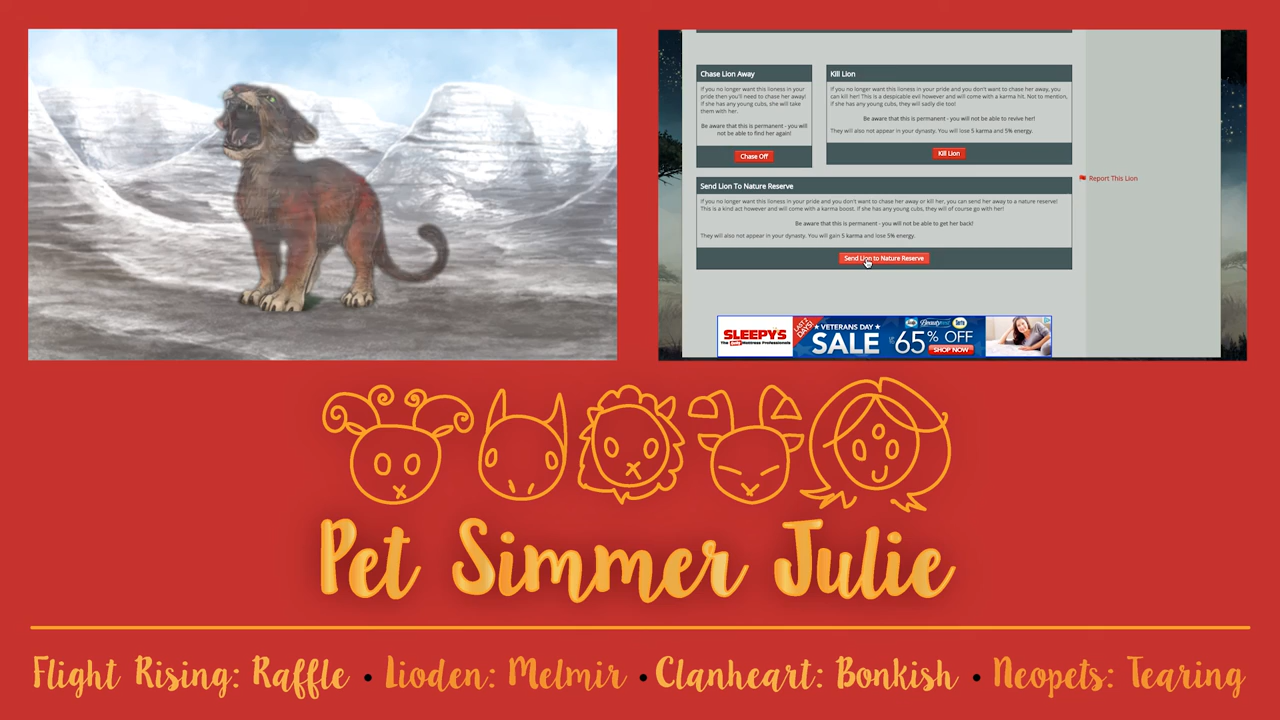 Chase Lion Away
If you no longer want this lioness in your
pride then you'll need to chase her away!
If she has any young cubs, she will take
them with her.
Be aware that this is permanent - you will
not be able to find her again!
Chase Off
Kill Lion
If you no longer want this lioness in your pride and you don't want to chase her away, you
can kill her! This is a despicable evil however and will come with a karma hit. Not to mention,
if she has any young cubs, they will sadly die too!
Be aware that this is permanent - you will not be able to revive her!
They will also not appear in your dynasty. You will lose 5 karma and 5% energy.
Kill Lion
Send Lion To Nature Reserve
If you no longer want this lioness in your pride and you don't want to chase her away or kill her, you can send her away to a nature reserve!
This is a kind act however and will come with a karma boost. If she has any young cubs, they will of course go with her!
Be aware that this is permanent - you will not be able to get her back!
They will also not appear in your dynasty. You will gain 5 karma and lose 5% energy.
Send Lion to Nature Reserve
Report This Lion
SLEEPY'S
The Only Mattress Professionals
LAST 2 DAYS!
★ VETERANS DAY ★
SALE
Beautyrest
Serta
UP TO 65% OFF
SHOP NOW
Pet Simmer Julie
Flight Rising: Raffle • Lioden: Melmir • Clanheart: Bonkish • Neopets: Tearing